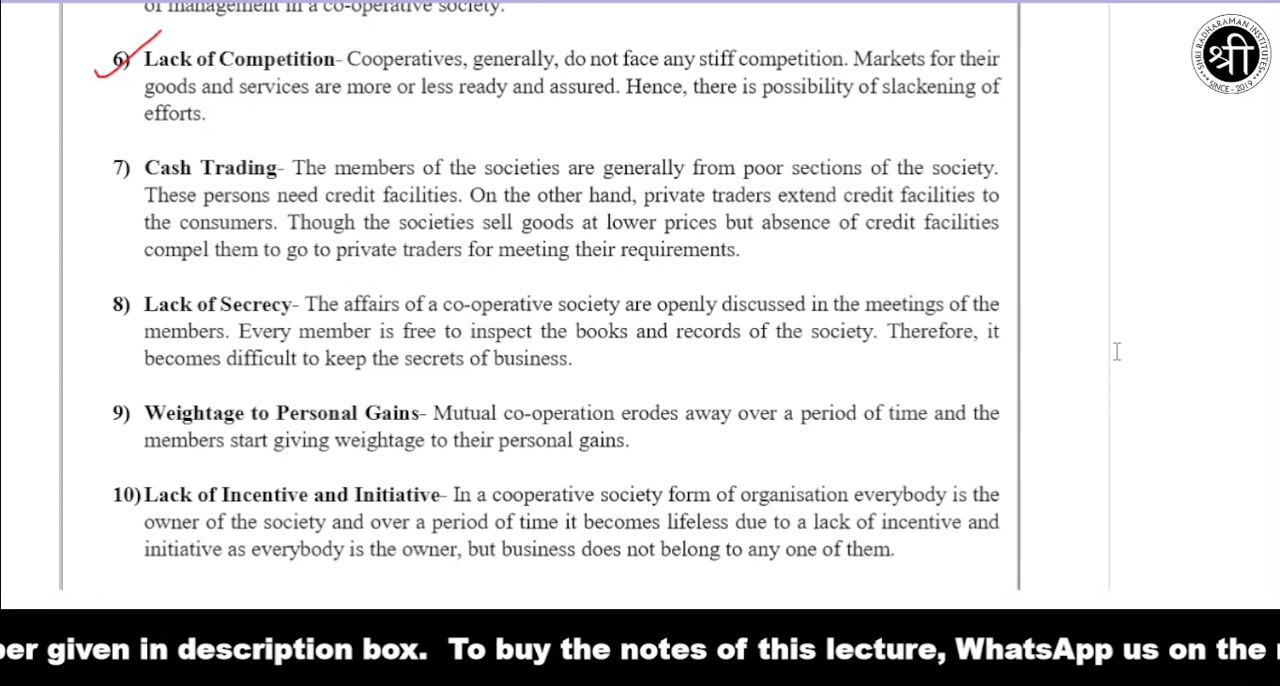 of management in a co-operative society.
6) Lack of Competition- Cooperatives, generally, do not face any stiff competition. Markets for their
goods and services are more or less ready and assured. Hence, there is possibility of slackening of
efforts.
7) Cash Trading- The members of the societies are generally from poor sections of the society.
These persons need credit facilities. On the other hand, private traders extend credit facilities to
the consumers. Though the societies sell goods at lower prices but absence of credit facilities
compel them to go to private traders for meeting their requirements.
8) Lack of Secrecy- The affairs of a co-operative society are openly discussed in the meetings of the
members. Every member is free to inspect the books and records of the society. Therefore, it
becomes difficult to keep the secrets of business.
9) Weightage to Personal Gains- Mutual co-operation erodes away over a period of time and the
members start giving weightage to their personal gains.
10) Lack of Incentive and Initiative- In a cooperative society form of organisation everybody is the
owner of the society and over a period of time it becomes lifeless due to a lack of incentive and
initiative as everybody is the owner, but business does not belong to any one of them.
SHRI RADHARAMAN INSTITUTES
श्री
SINCE - 2019
per given in description box. To buy the notes of this lecture, WhatsApp us on the